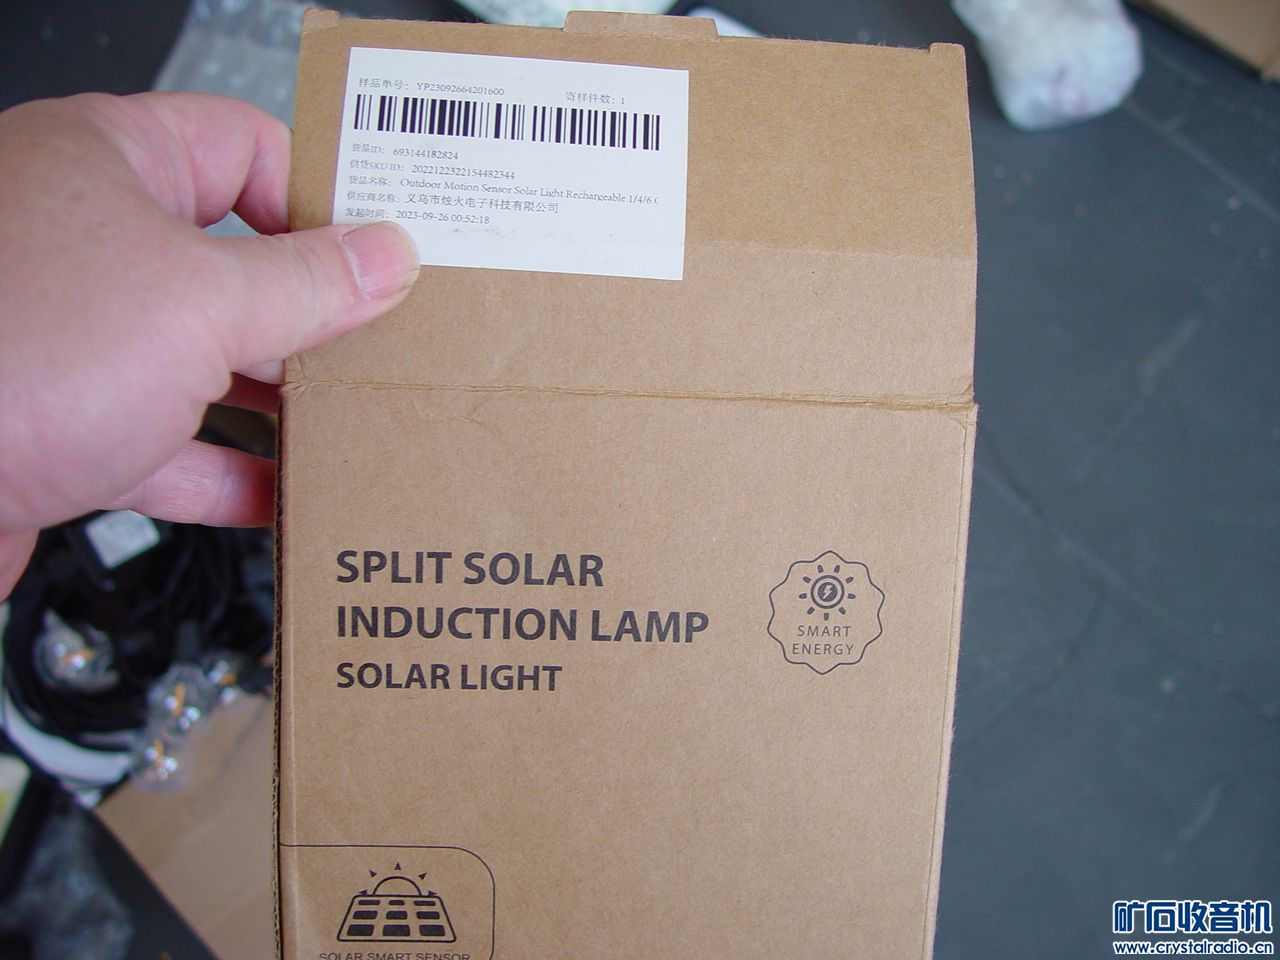 样品单号: YP23092664201600 寄样件数: 1
货品ID: 693144182824
供货SKU ID: 2022122322154482344
货品名称: Outdoor Motion Sensor Solar Light Rechargeable 1/4/6
供应商名称: 义乌市烛火电子科技有限公司
发起时间: 2023-09-26 00:52:18
SPLIT SOLAR
INDUCTION LAMP
SOLAR LIGHT
SMART
ENERGY
SOLAR SMART SENSOR
矿石收音机
www.crystalradio.cn